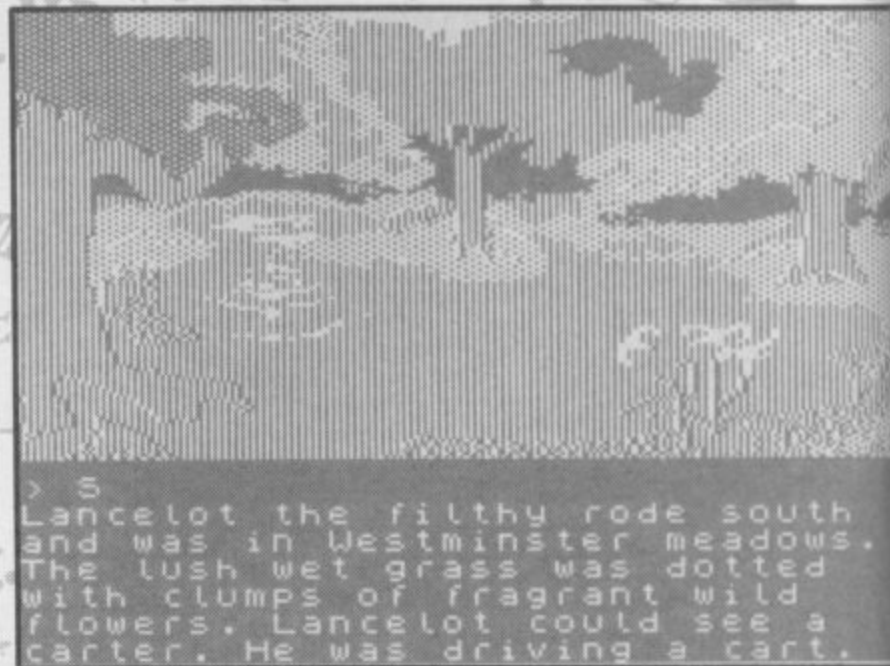 > S
Lancelot the filthy rode south
and was in Westminster meadows.
The lush wet grass was dotted
with clumps of fragrant wild
flowers. Lancelot could see a
carter. He was driving a cart.